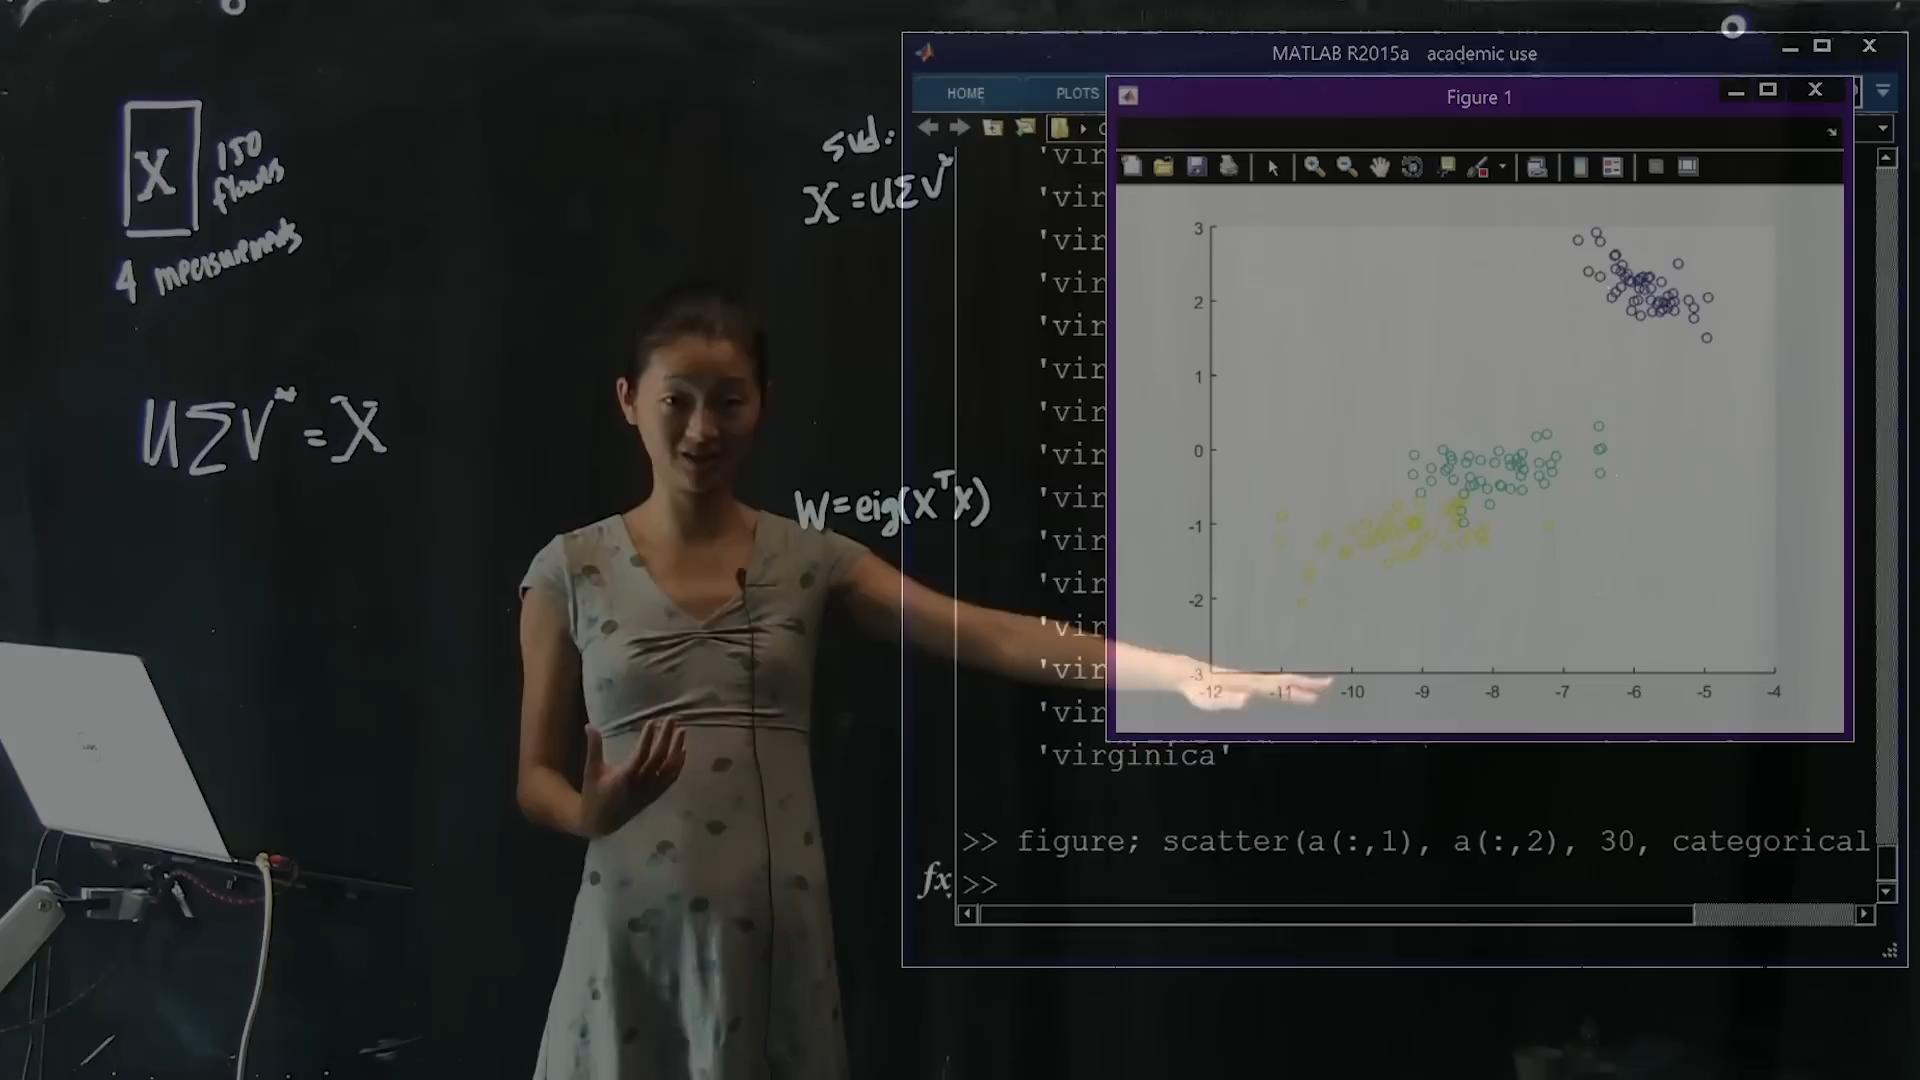 X
150
flowers
4 measurements
UΣV* = X
svd:
X = UΣV*
W=eig(XᵀX)
MATLAB R2015a academic use
HOME PLOTS
Figure 1
'vir
'vir
'vir
'vir
'vir
'vir
'vir
'vir
'vir
'vir
'vir
'vir
'vir
'vir
'virginica'
3
2
1
0
-1
-2
-3
-12 -11 -10 -9 -8 -7 -6 -5 -4
>> figure; scatter(a(:,1), a(:,2), 30, categorical
fx >>